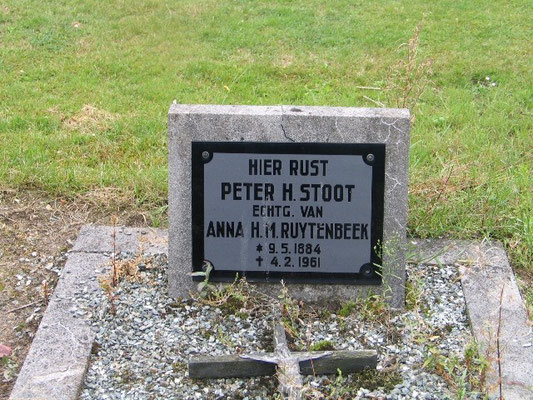 HIER RUST
PETER H. STOOT
ECHTG. VAN
ANNA H.M. RUYTENBEEK
* 9.5.1884
† 4.2.1961